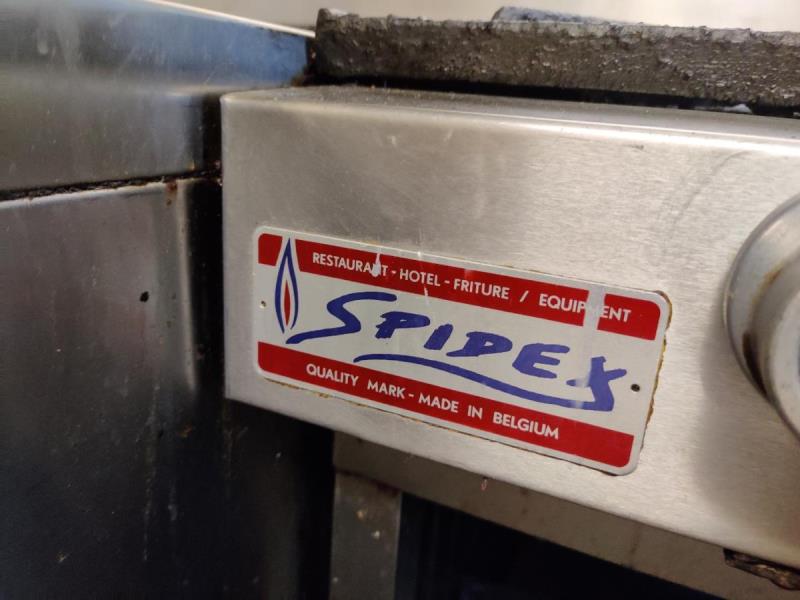 RESTAURANT - HOTEL - FRITURE / EQUIPMENT
SPIDEX
QUALITY MARK - MADE IN BELGIUM